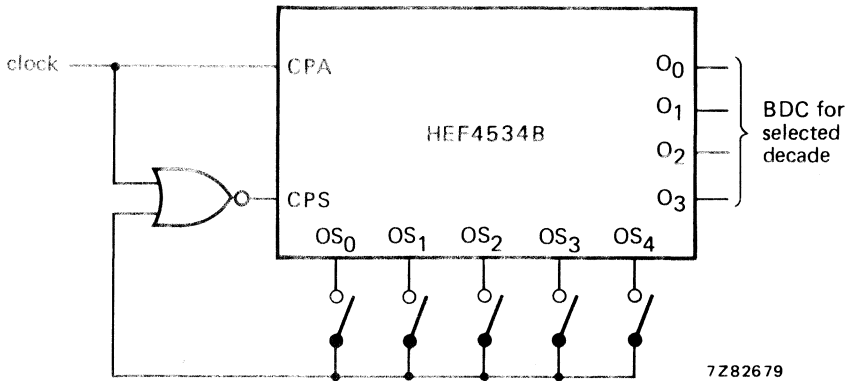 clock
CPA
HEF4534B
CPS
O0
O1
O2
O3
BDC for
selected
decade
OS0
OS1
OS2
OS3
OS4
7Z82679